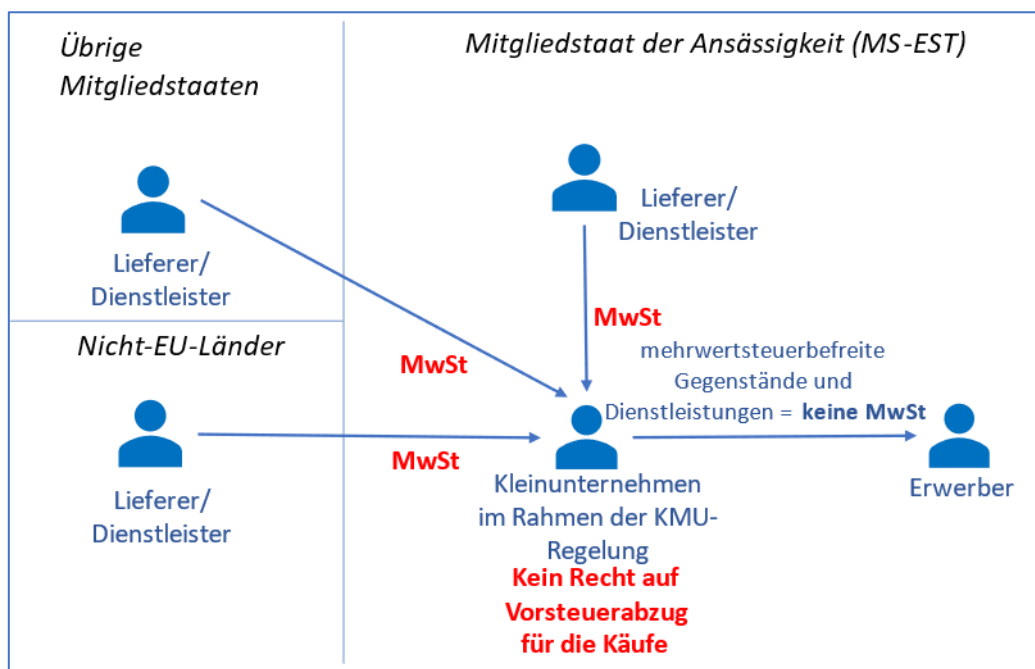 Übrige
Mitgliedstaaten
Mitgliedstaat der Ansässigkeit (MS-EST)
Lieferer/
Dienstleister
Lieferer/
Dienstleister
Nicht-EU-Länder
MwSt
MwSt
mehrwertsteuerbefreite
Gegenstände und
Dienstleistungen = keine MwSt
MwSt
Lieferer/
Dienstleister
Kleinunternehmen
im Rahmen der KMU-
Regelung
Kein Recht auf
Vorsteuerabzug
für die Käufe
Erwerber